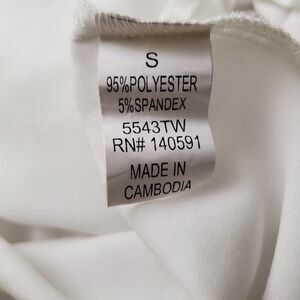 S
95%POLYESTER
5%SPANDEX
5543TW
RN# 140591
MADE IN
CAMBODIA